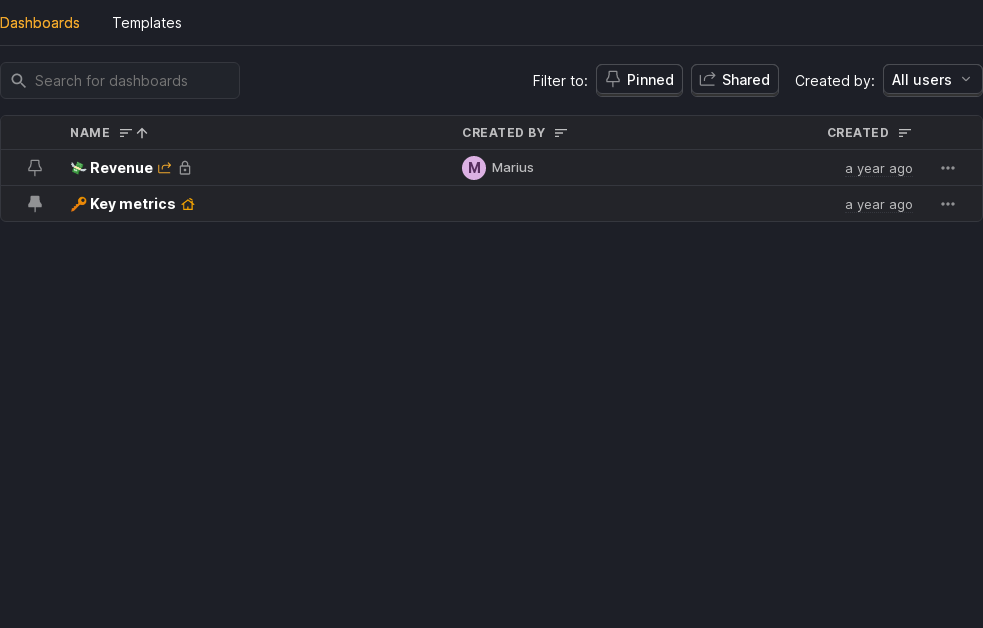 Dashboards Templates
Search for dashboards Filter to: Pinned Shared Created by: All users
NAME CREATED BY CREATED
Revenue M Marius a year ago
Key metrics a year ago